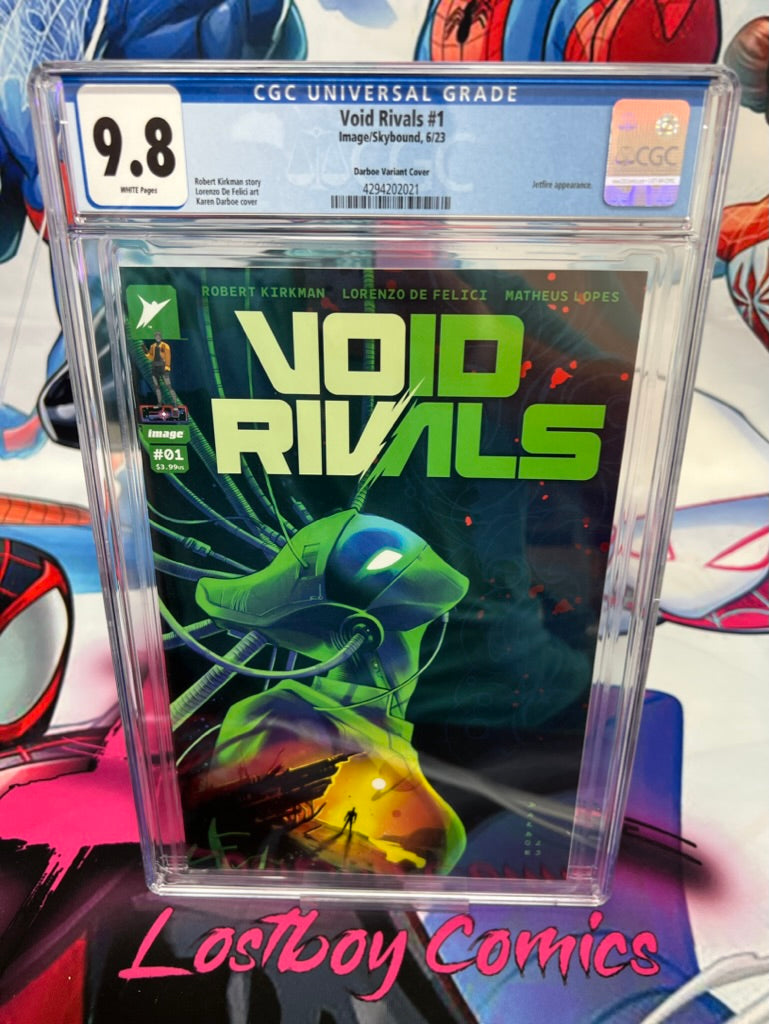 CGC UNIVERSAL GRADE
9.8
WHITE Pages
Void Rivals #1
Image/Skybound, 6/23
Robert Kirkman story
Lorenzo De Felici art
Karen Darboe cover
Darboe Variant Cover
4294202021
Jetfire appearance.
CGC
ROBERT KIRKMAN LORENZO DE FELICI MATHEUS LOPES
VOID
RIVALS
image
#01
$3.99US
Lostboy Comics